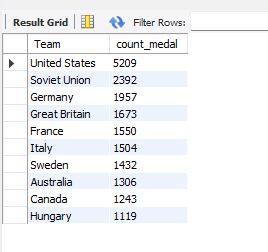 Result Grid Filter Rows:
Team count_medal
United States 5209
Soviet Union 2392
Germany 1957
Great Britain 1673
France 1550
Italy 1504
Sweden 1432
Australia 1306
Canada 1243
Hungary 1119